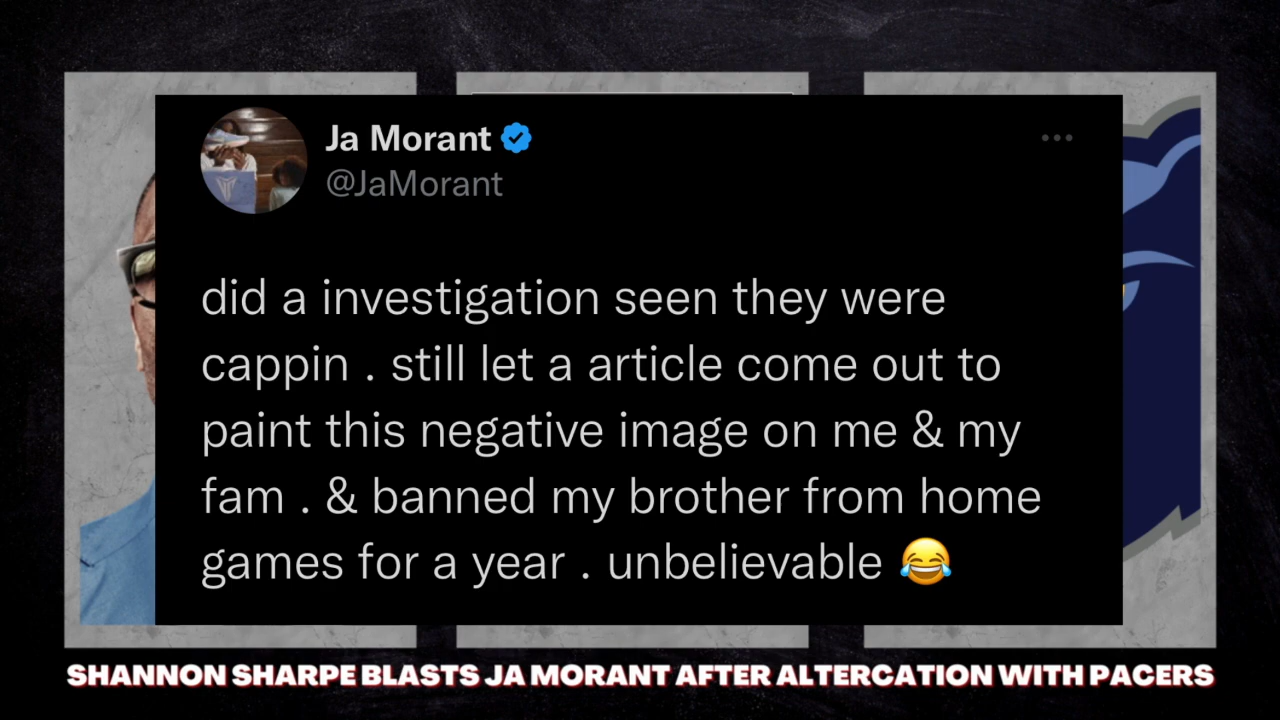 Ja Morant
@JaMorant
did a investigation seen they were
cappin . still let a article come out to
paint this negative image on me & my
fam . & banned my brother from home
games for a year . unbelievable 😂
SHANNON SHARPE BLASTS JA MORANT AFTER ALTERCATION WITH PACERS